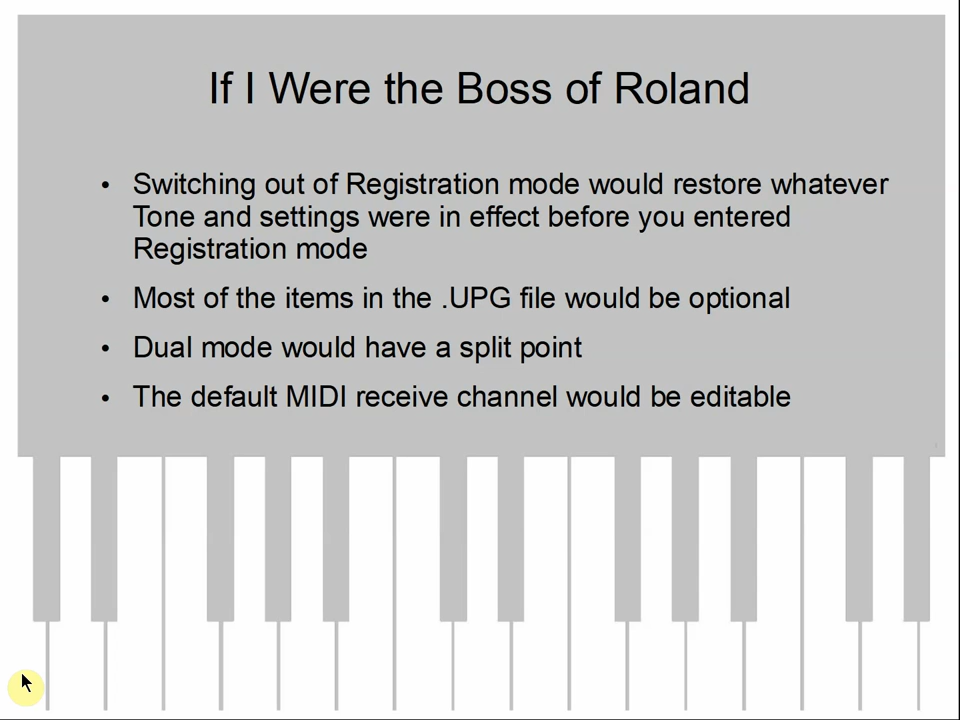 If I Were the Boss of Roland
• Switching out of Registration mode would restore whatever
Tone and settings were in effect before you entered
Registration mode
• Most of the items in the .UPG file would be optional
• Dual mode would have a split point
• The default MIDI receive channel would be editable